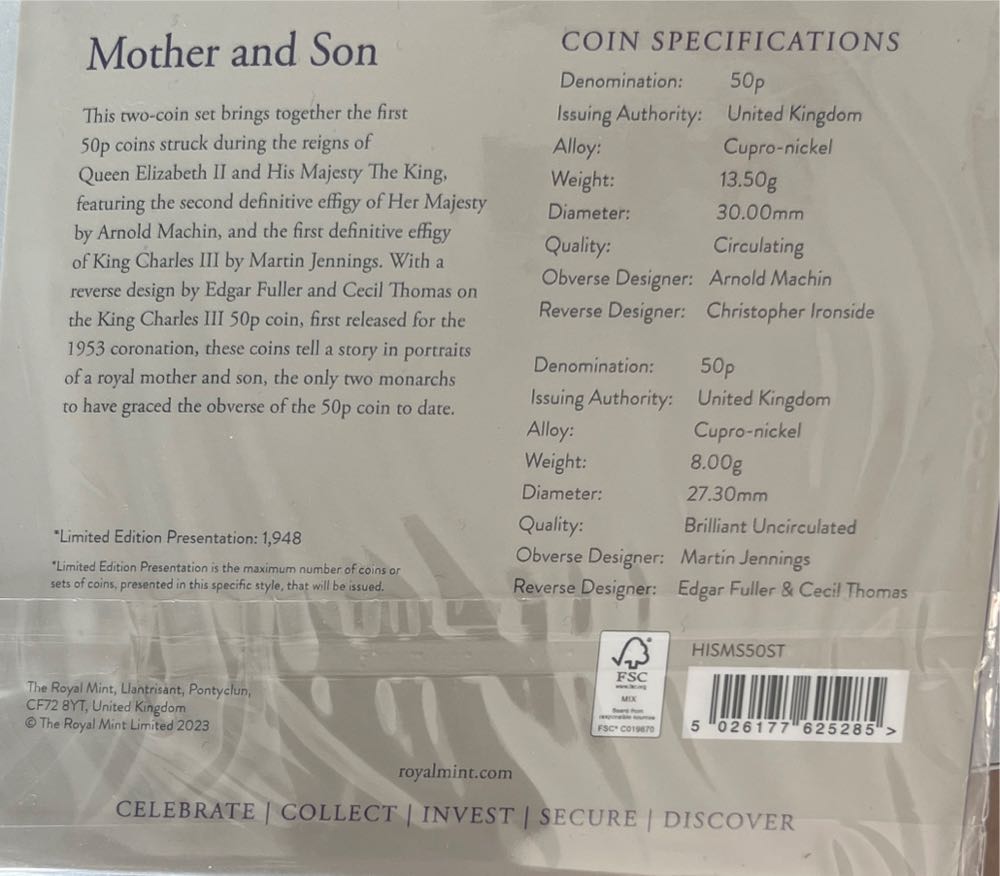 Mother and Son
This two-coin set brings together the first
50p coins struck during the reigns of
Queen Elizabeth II and His Majesty The King,
featuring the second definitive effigy of Her Majesty
by Arnold Machin, and the first definitive effigy
of King Charles III by Martin Jennings. With a
reverse design by Edgar Fuller and Cecil Thomas on
the King Charles III 50p coin, first released for the
1953 coronation, these coins tell a story in portraits
of a royal mother and son, the only two monarchs
to have graced the obverse of the 50p coin to date.
*Limited Edition Presentation: 1,948
*Limited Edition Presentation is the maximum number of coins or
sets of coins, presented in this specific style, that will be issued.
The Royal Mint, Llantrisant, Pontyclun,
CF72 8YT, United Kingdom
© The Royal Mint Limited 2023
COIN SPECIFICATIONS
Denomination: 50p
Issuing Authority: United Kingdom
Alloy: Cupro-nickel
Weight: 13.50g
Diameter: 30.00mm
Quality: Circulating
Obverse Designer: Arnold Machin
Reverse Designer: Christopher Ironside
Denomination: 50p
Issuing Authority: United Kingdom
Alloy: Cupro-nickel
Weight: 8.00g
Diameter: 27.30mm
Quality: Brilliant Uncirculated
Obverse Designer: Martin Jennings
Reverse Designer: Edgar Fuller & Cecil Thomas
FSC
www.fsc.org
MIX
Board from
responsible sources
FSC® C019870
HISMS50ST
5 026177 625285 >
royalmint.com
CELEBRATE | COLLECT | INVEST | SECURE | DISCOVER